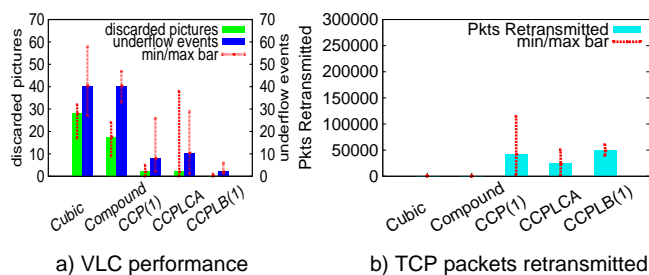 discarded pictures
underflow events
min/max bar
70
60
50
40
30
20
10
0
discarded pictures
70
60
50
40
30
20
10
0
underflow events
Cubic
Compound
CCP(1)
CCPLCA
CCPLB(1)
a) VLC performance
Pkts Retransmitted
min/max bar
300000
250000
200000
150000
100000
50000
0
Pkts Retransmitted
Cubic
Compound
CCP(1)
CCPLCA
CCPLB(1)
b) TCP packets retransmitted